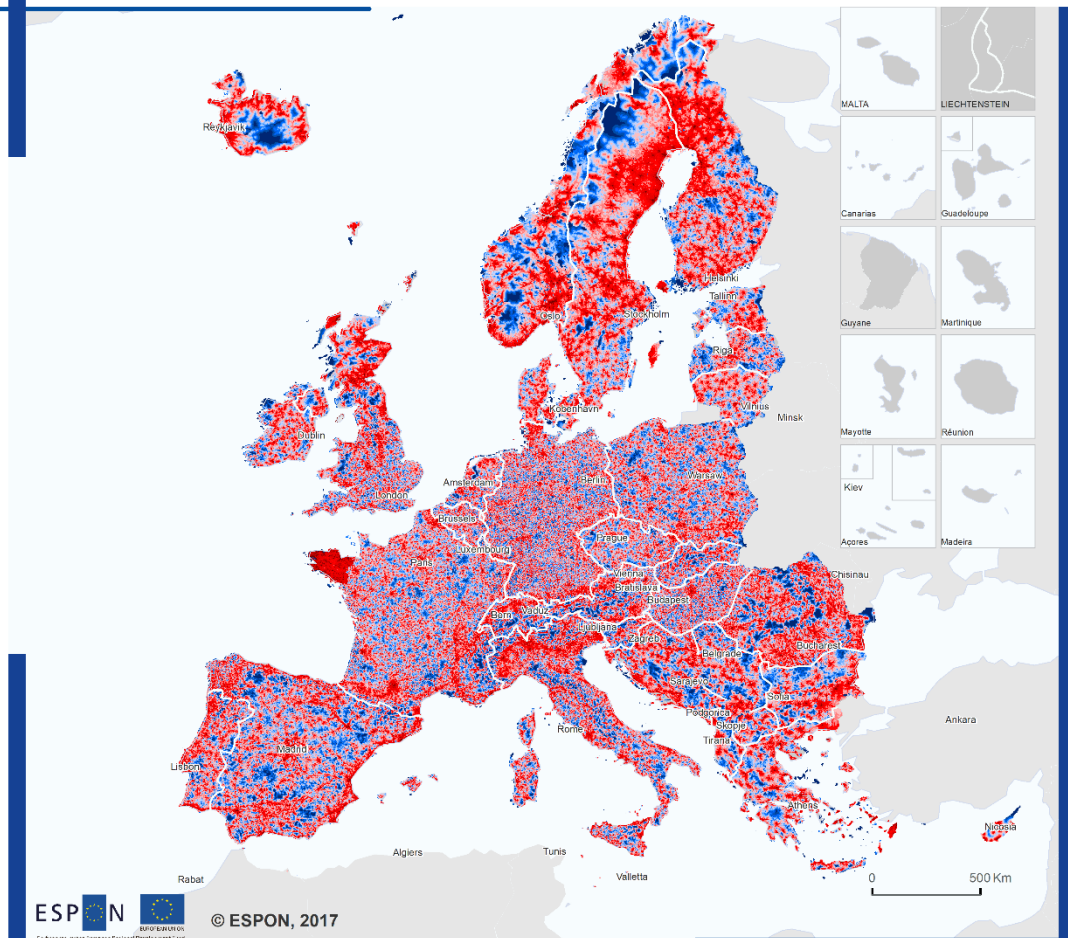 MALTA
LIECHTENSTEIN
Reykjavík
Canarias
Guadeloupe
Helsinki
Tallinn
Oslo
Stockholm
Guyane
Martinique
Riga
København
Vilnius
Minsk
Mayotte
Réunion
Dublin
Amsterdam
Berlin
Warsaw
London
Kiev
Brussels
Prague
Açores
Madeira
Luxembourg
Paris
Vienna
Chisinau
Bratislava
Budapest
Bern
Vaduz
Ljubljana
Zagreb
Bucharest
Belgrade
Sarajevo
Sofia
Podgorica
Ankara
Skopje
Rome
Tirana
Madrid
Lisbon
Athens
Nicosia
Algiers
Tunis
Valletta
Rabat
0 500 Km
ESPON
EUROPEAN UNION
© ESPON, 2017